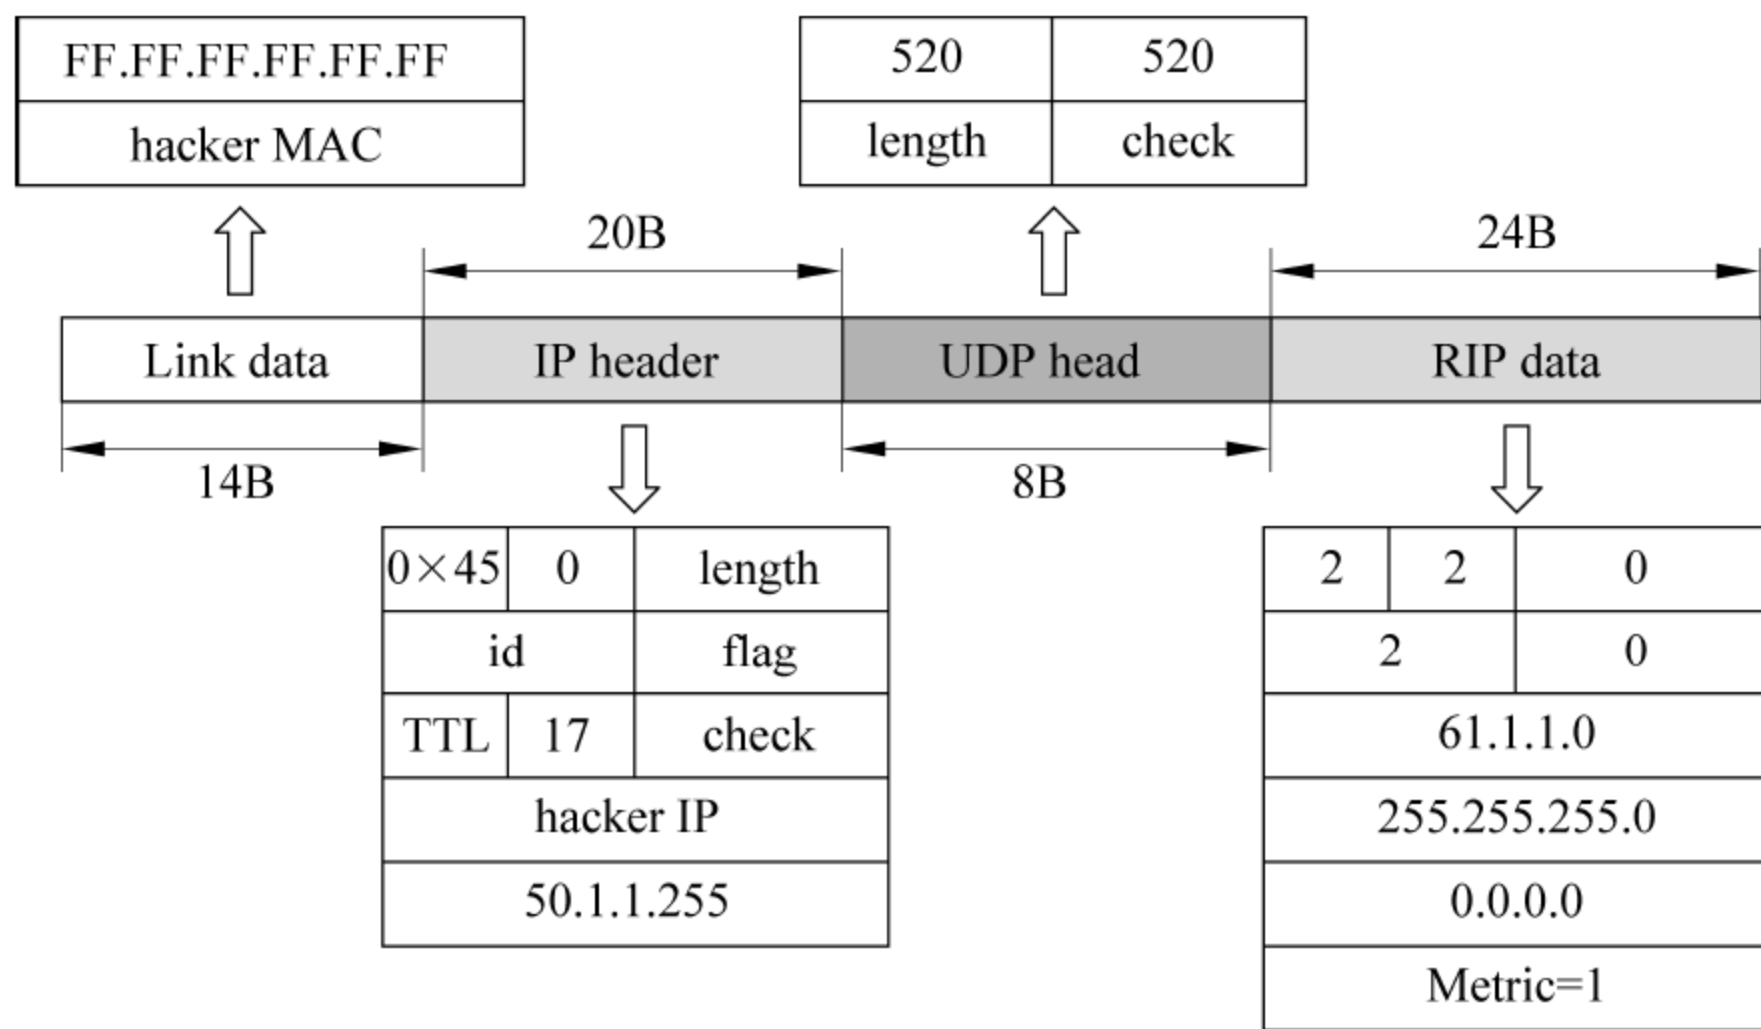 FF.FF.FF.FF.FF.FF
hacker MAC
520 520
length check
20B
24B
Link data IP header UDP head RIP data
14B
8B
0×45 0 length
id flag
TTL 17 check
hacker IP
50.1.1.255
2 2 0
2 0
61.1.1.0
255.255.255.0
0.0.0.0
Metric=1